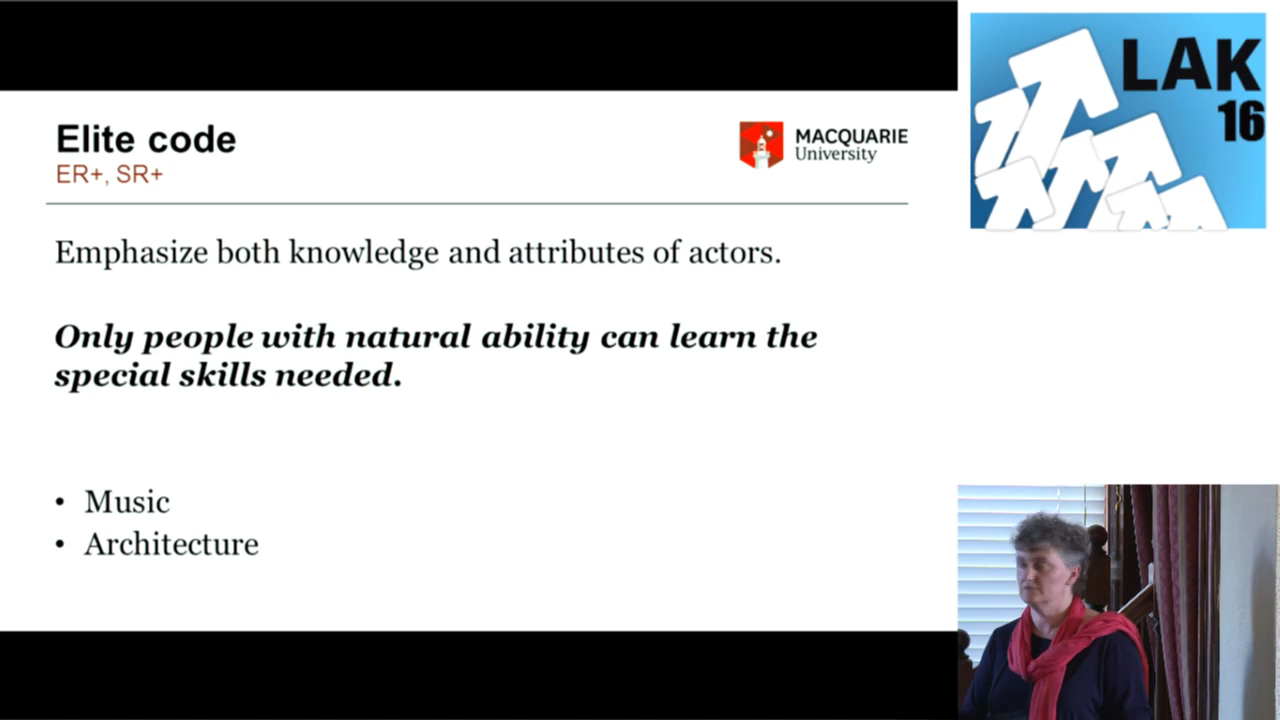 Elite code
ER+, SR+
MACQUARIE
University
Emphasize both knowledge and attributes of actors.
Only people with natural ability can learn the
special skills needed.
• Music
• Architecture
LAK
16